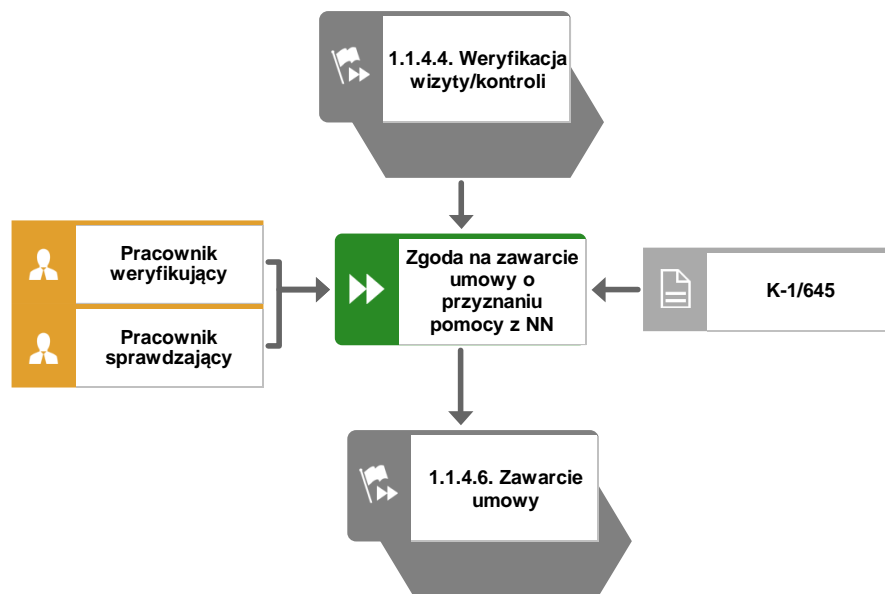 1.1.4.4. Weryfikacja
wizyty/kontroli
Pracownik
weryfikujący
Pracownik
sprawdzający
Zgoda na zawarcie
umowy o
przyznaniu
pomocy z NN
K-1/645
1.1.4.6. Zawarcie
umowy